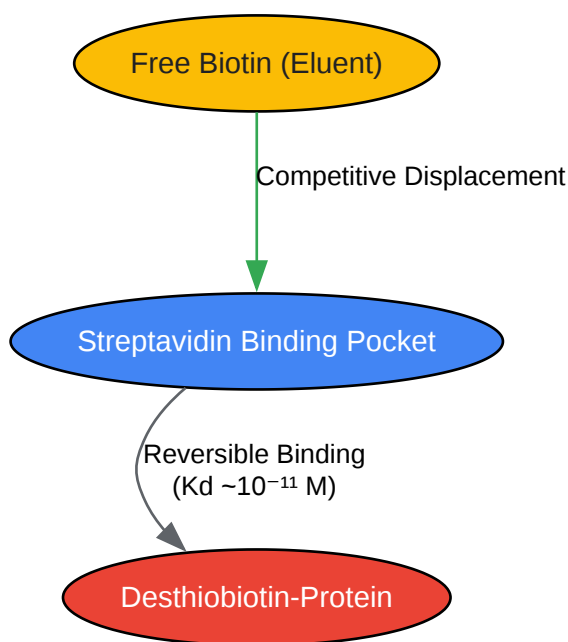 Free Biotin (Eluent)
Competitive Displacement
Streptavidin Binding Pocket
Reversible Binding
(Kd ~10⁻¹¹ M)
Desthiobiotin-Protein